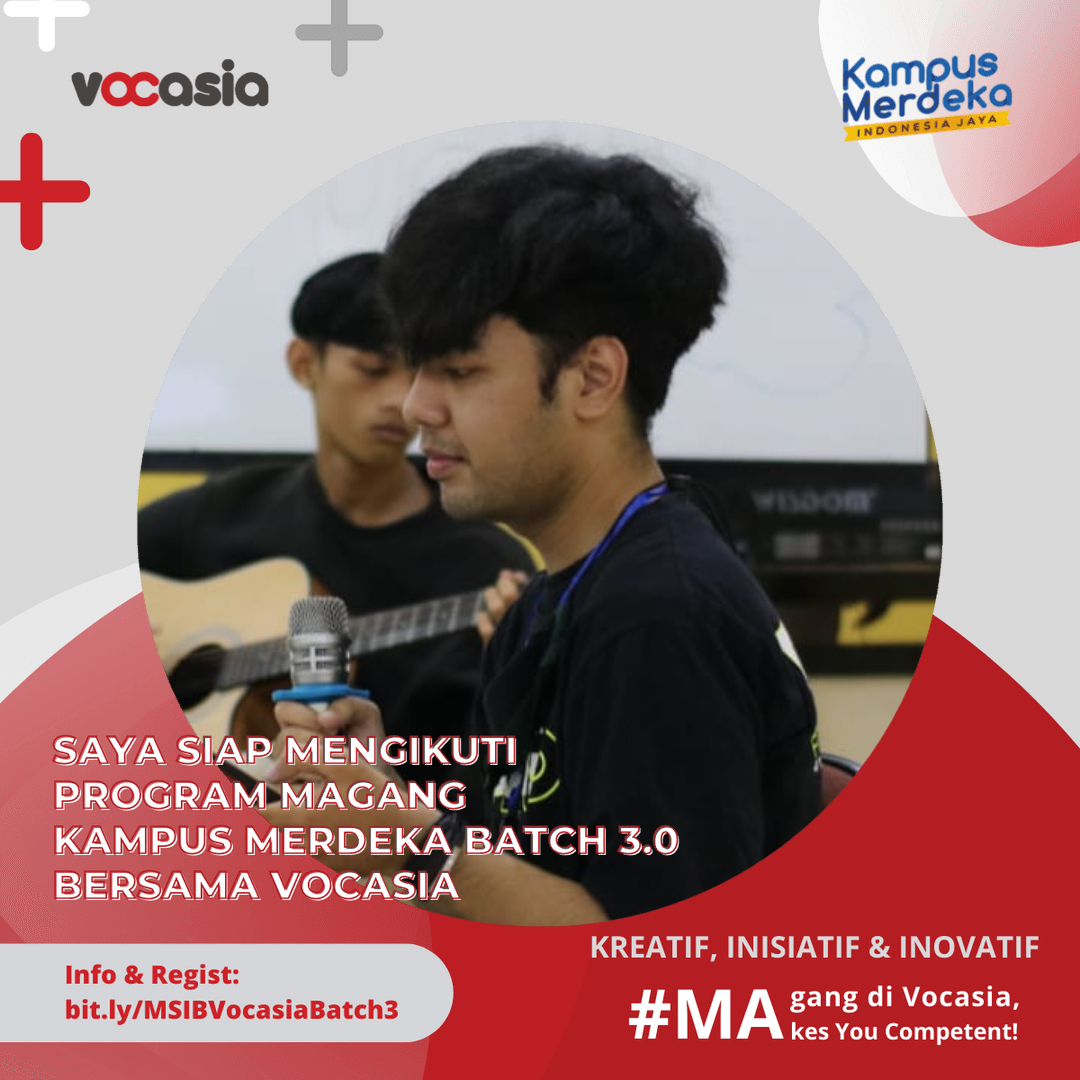 vocasia
Kampus
Merdeka
INDONESIA JAYA
SAYA SIAP MENGIKUTI
PROGRAM MAGANG
KAMPUS MERDEKA BATCH 3.0
BERSAMA VOCASIA
Info & Regist:
bit.ly/MSIBVocasiaBatch3
KREATIF, INISIATIF & INOVATIF
#MA gang di Vocasia,
kes You Competent!